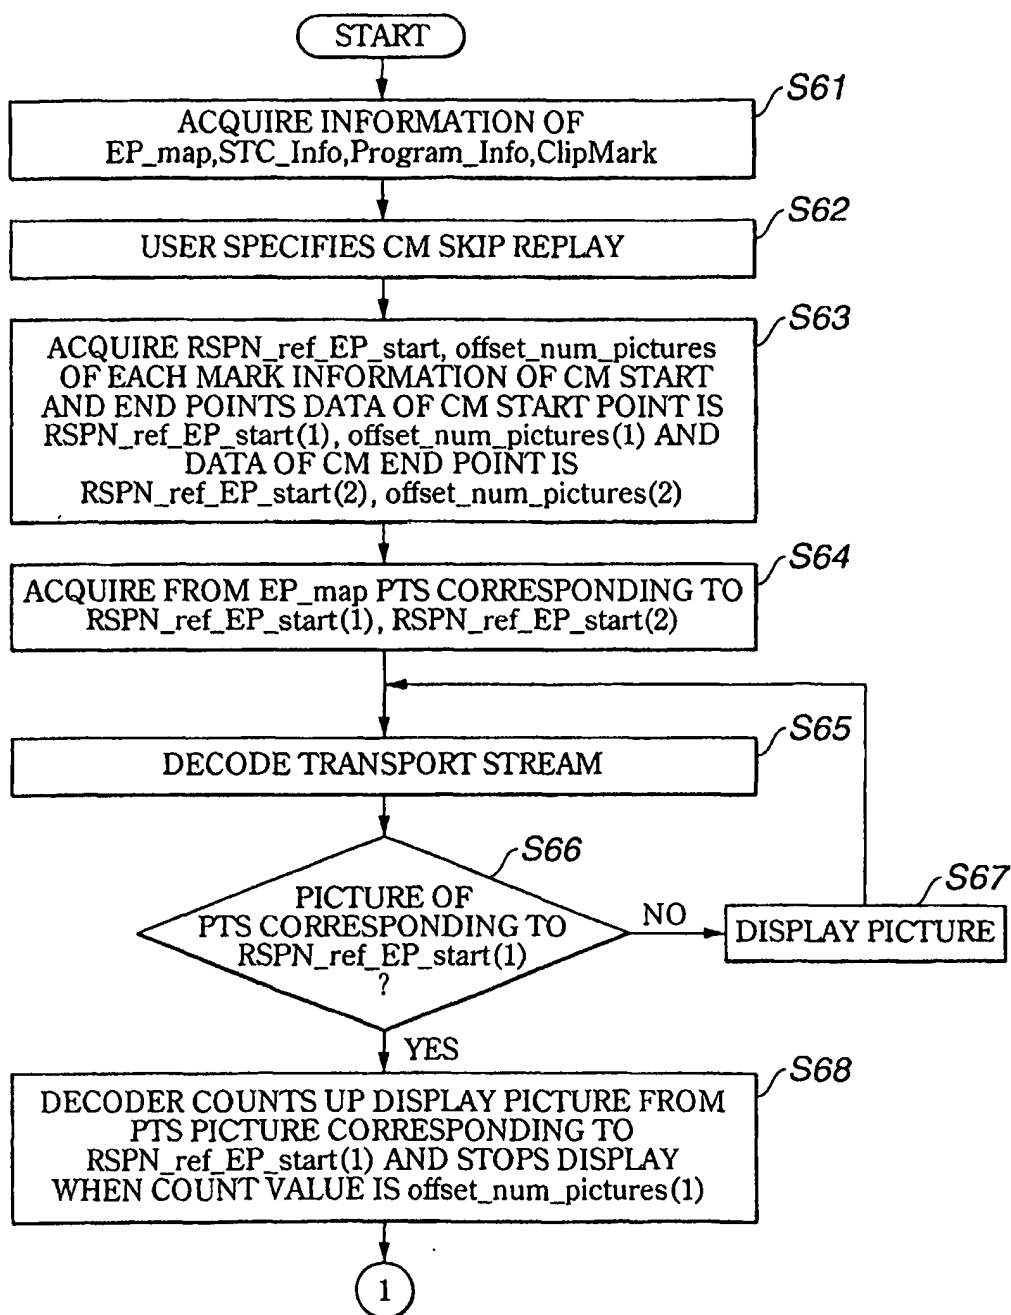 START
S61
ACQUIRE INFORMATION OF
EP_map,STC_Info,Program_Info,ClipMark
S62
USER SPECIFIES CM SKIP REPLAY
S63
ACQUIRE RSPN_ref_EP_start, offset_num_pictures
OF EACH MARK INFORMATION OF CM START
AND END POINTS DATA OF CM START POINT IS
RSPN_ref_EP_start(1), offset_num_pictures(1) AND
DATA OF CM END POINT IS
RSPN_ref_EP_start(2), offset_num_pictures(2)
S64
ACQUIRE FROM EP_map PTS CORRESPONDING TO
RSPN_ref_EP_start(1), RSPN_ref_EP_start(2)
S65
DECODE TRANSPORT STREAM
S66
PICTURE OF
PTS CORRESPONDING TO
RSPN_ref_EP_start(1)
?
NO
S67
DISPLAY PICTURE
YES
S68
DECODER COUNTS UP DISPLAY PICTURE FROM
PTS PICTURE CORRESPONDING TO
RSPN_ref_EP_start(1) AND STOPS DISPLAY
WHEN COUNT VALUE IS offset_num_pictures(1)
1